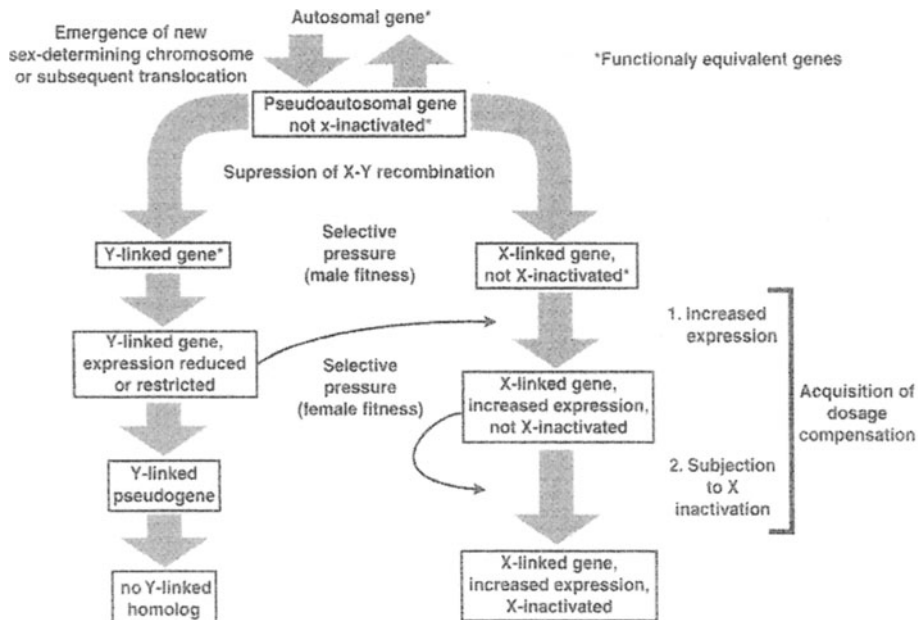 Autosomal gene*
Emergence of new
sex-determining chromosome
or subsequent translocation
*Functionaly equivalent genes
Pseudoautosomal gene
not x-inactivated*
Supression of X-Y recombination
Y-linked gene*
Selective
pressure
(male fitness)
X-linked gene,
not X-inactivated*
1. Increased
expression
Y-linked gene,
expression reduced
or restricted
Selective
pressure
(female fitness)
X-linked gene,
increased expression,
not X-inactivated
Acquisition of
dosage
compensation
Y-linked
pseudogene
2. Subjection
to X
inactivation
no Y-linked
homolog
X-linked gene,
increased expression,
X-inactivated